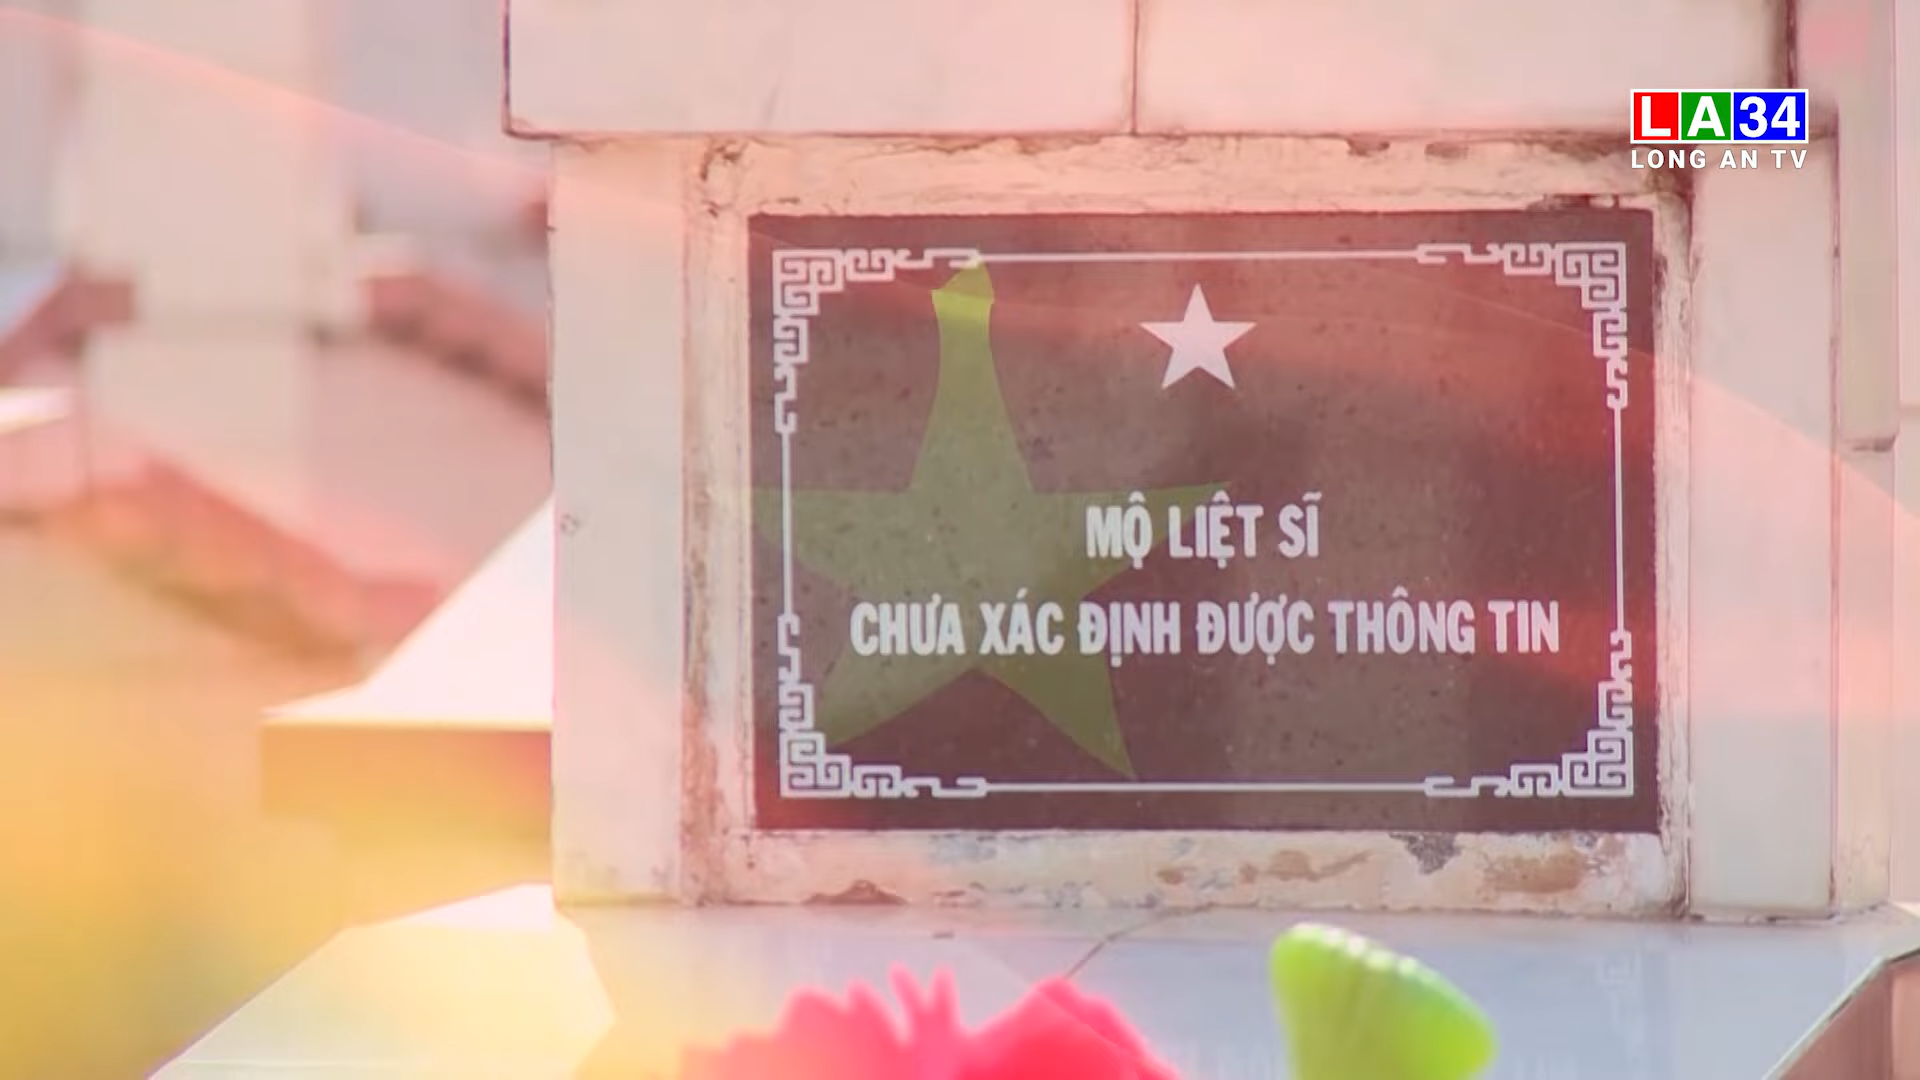 LA34
LONG AN TV
MỘ LIỆT SĨ
CHƯA XÁC ĐỊNH ĐƯỢC THÔNG TIN